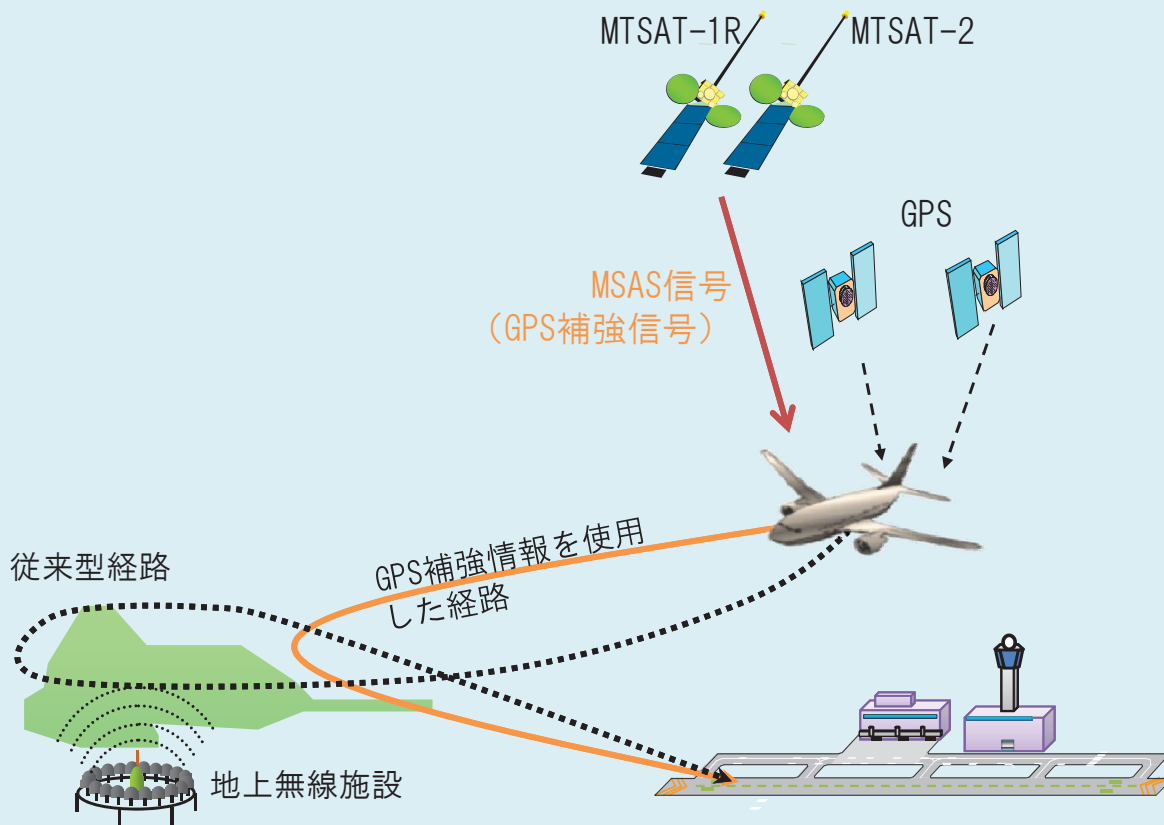 MTSAT-1R
MTSAT-2
GPS
MSAS信号
（GPS補強信号）
GPS補強情報を使用
した経路
従来型経路
地上無線施設